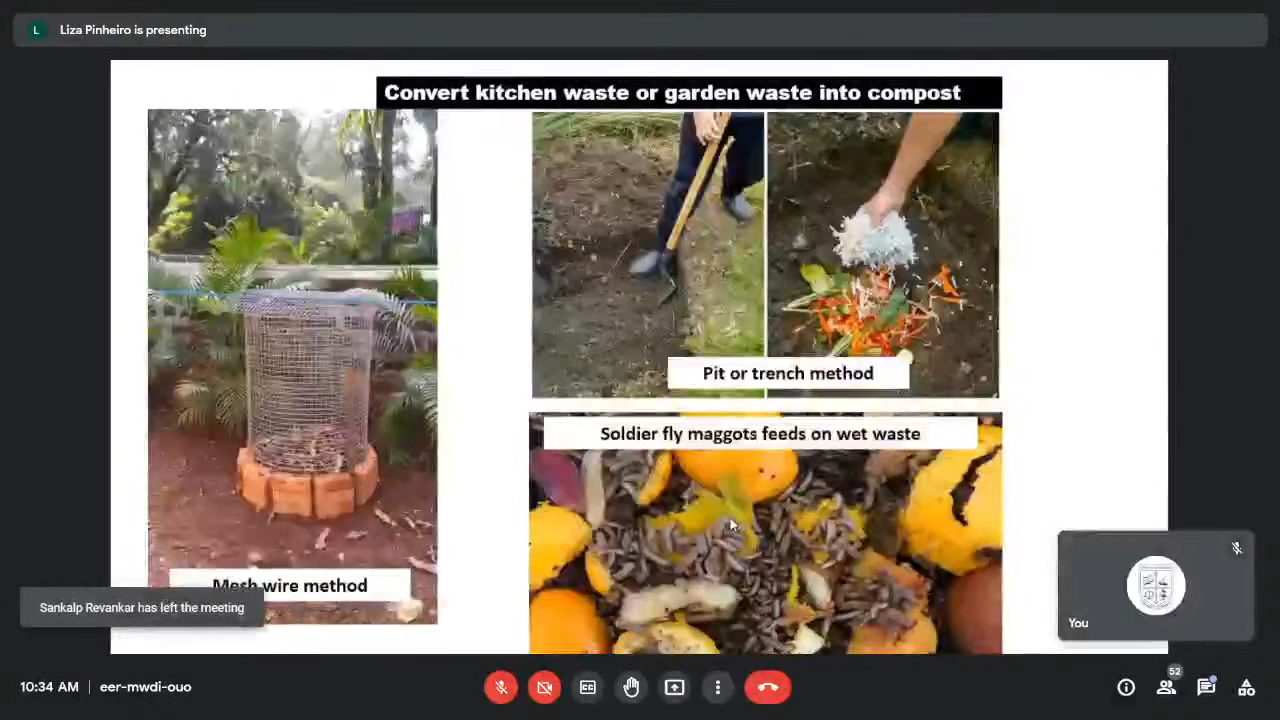 L
Liza Pinheiro is presenting
Convert kitchen waste or garden waste into compost
Pit or trench method
Soldier fly maggots feeds on wet waste
Mesh wire method
Sankalp Revankar has left the meeting
You
10:34 AM | eer-mwdi-ouo
52